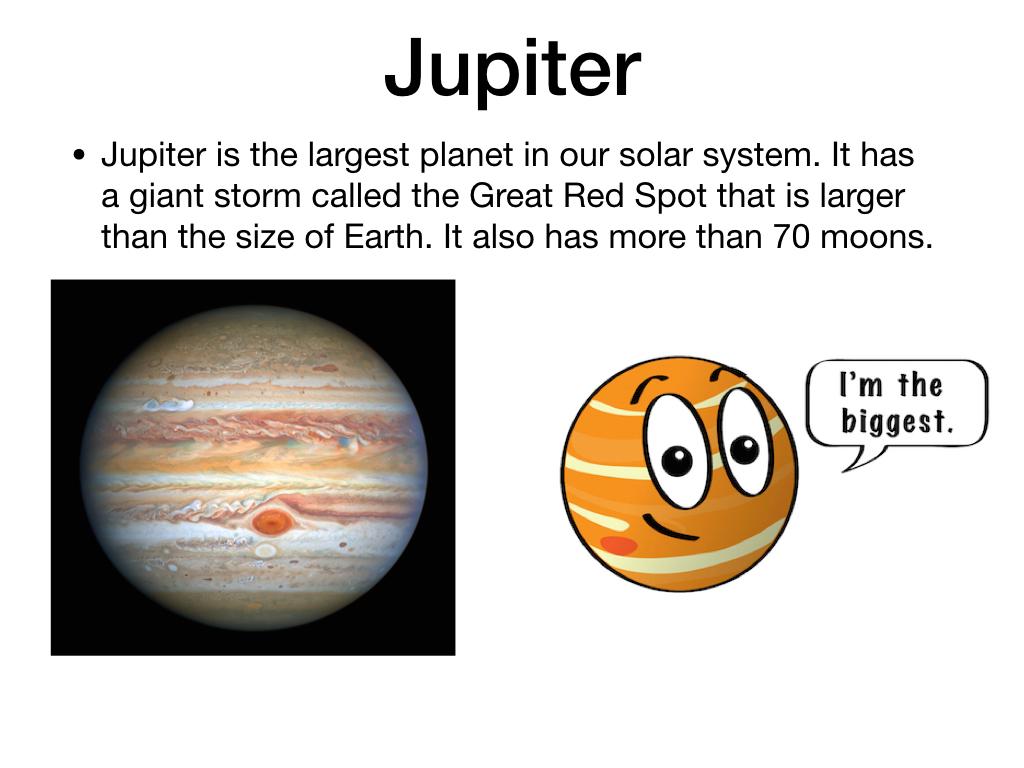 Jupiter
• Jupiter is the largest planet in our solar system. It has
a giant storm called the Great Red Spot that is larger
than the size of Earth. It also has more than 70 moons.
I'm the
biggest.